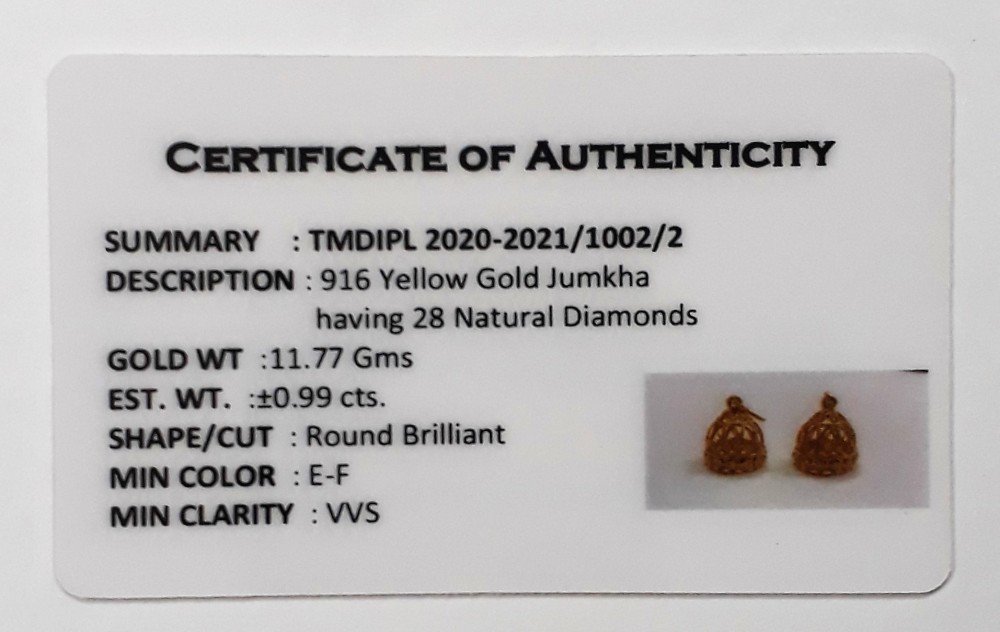 CERTIFICATE OF AUTHENTICITY
SUMMARY : TMDIPL 2020-2021/1002/2
DESCRIPTION : 916 Yellow Gold Jumkha
having 28 Natural Diamonds
GOLD WT :11.77 Gms
EST. WT. :±0.99 cts.
SHAPE/CUT : Round Brilliant
MIN COLOR : E-F
MIN CLARITY : VVS